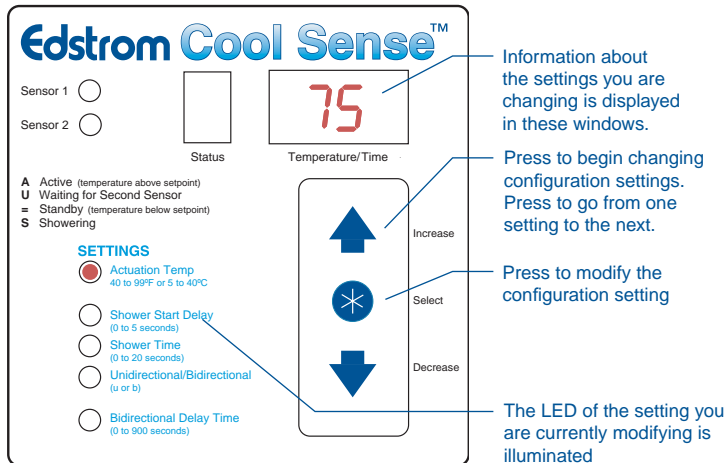 Edstrom Cool Sense™
Sensor 1
Sensor 2
75
Status
Temperature/Time
A Active (temperature above setpoint)
U Waiting for Second Sensor
= Standby (temperature below setpoint)
S Showering
SETTINGS
Actuation Temp
40 to 99ºF or 5 to 40ºC
Shower Start Delay
(0 to 5 seconds)
Shower Time
(0 to 20 seconds)
Unidirectional/Bidirectional
(u or b)
Bidirectional Delay Time
(0 to 900 seconds)
Increase
Select
Decrease
Information about
the settings you are
changing is displayed
in these windows.
Press to begin changing
configuration settings.
Press to go from one
setting to the next.
Press to modify the
configuration setting
The LED of the setting you
are currently modifying is
illuminated